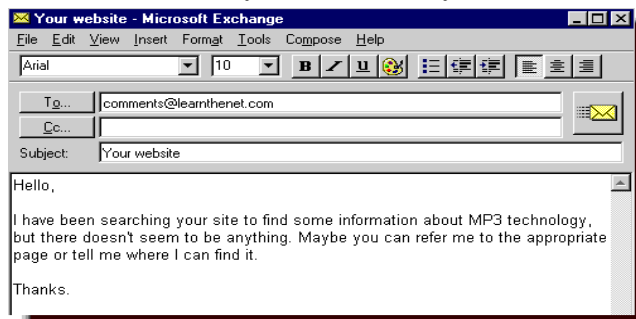 Your website - Microsoft Exchange
File Edit View Insert Format Tools Compose Help
Arial 10 B I U
To... comments@learnthenet.com
Cc...
Subject: Your website
Hello,
I have been searching your site to find some information about MP3 technology,
but there doesn't seem to be anything. Maybe you can refer me to the appropriate
page or tell me where I can find it.
Thanks.